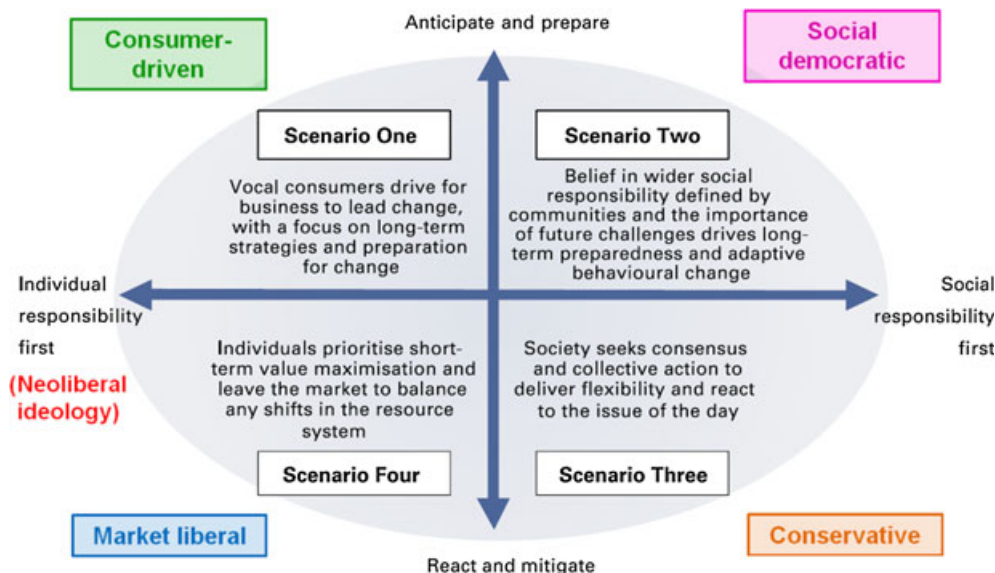 Anticipate and prepare
Consumer-
driven
Social
democratic
Scenario One
Vocal consumers drive for
business to lead change,
with a focus on long-term
strategies and preparation
for change
Scenario Two
Belief in wider social
responsibility defined by
communities and the importance
of future challenges drives long-
term preparedness and adaptive
behavioural change
Individual
responsibility
first
(Neoliberal
ideology)
Social
responsibility
first
Individuals prioritise short-
term value maximisation and
leave the market to balance
any shifts in the resource
system
Scenario Four
Society seeks consensus
and collective action to
deliver flexibility and react
to the issue of the day
Scenario Three
Market liberal
Conservative
React and mitigate